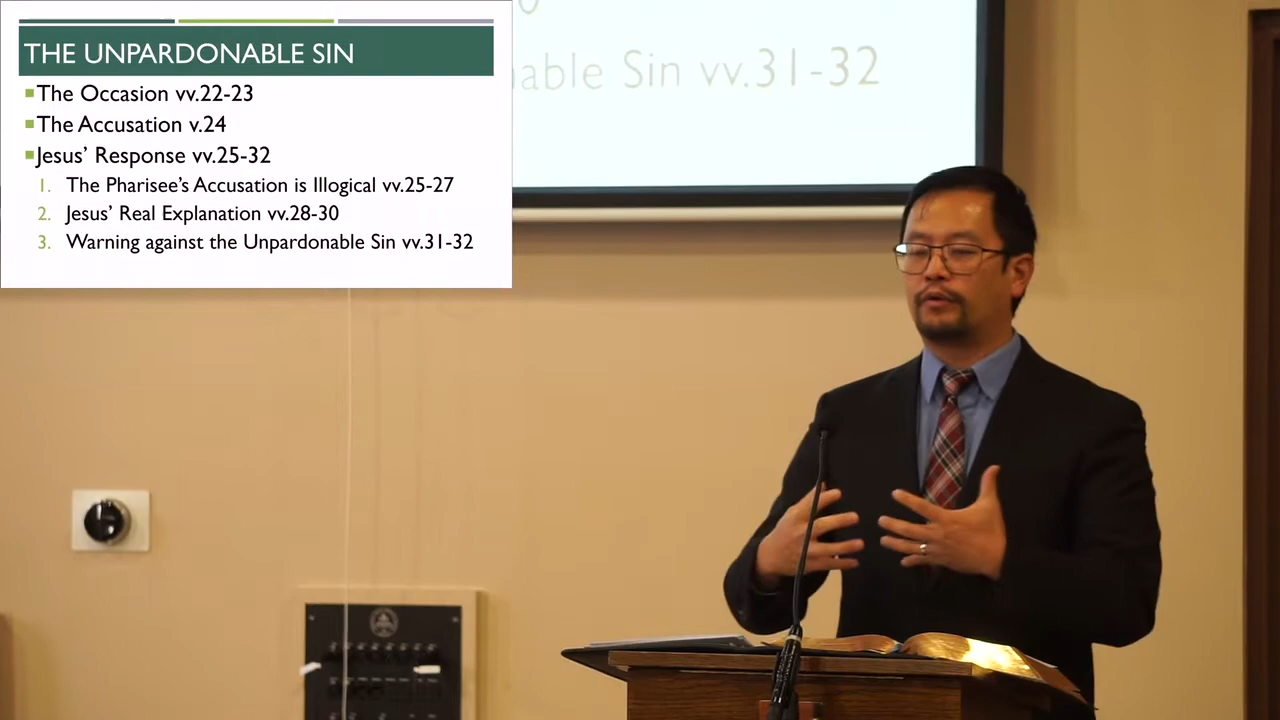 THE UNPARDONABLE SIN
The Occasion vv.22-23
The Accusation v.24
Jesus' Response vv.25-32
1. The Pharisee's Accusation is Illogical vv.25-27
2. Jesus' Real Explanation vv.28-30
3. Warning against the Unpardonable Sin vv.31-32
nable Sin vv.31-32